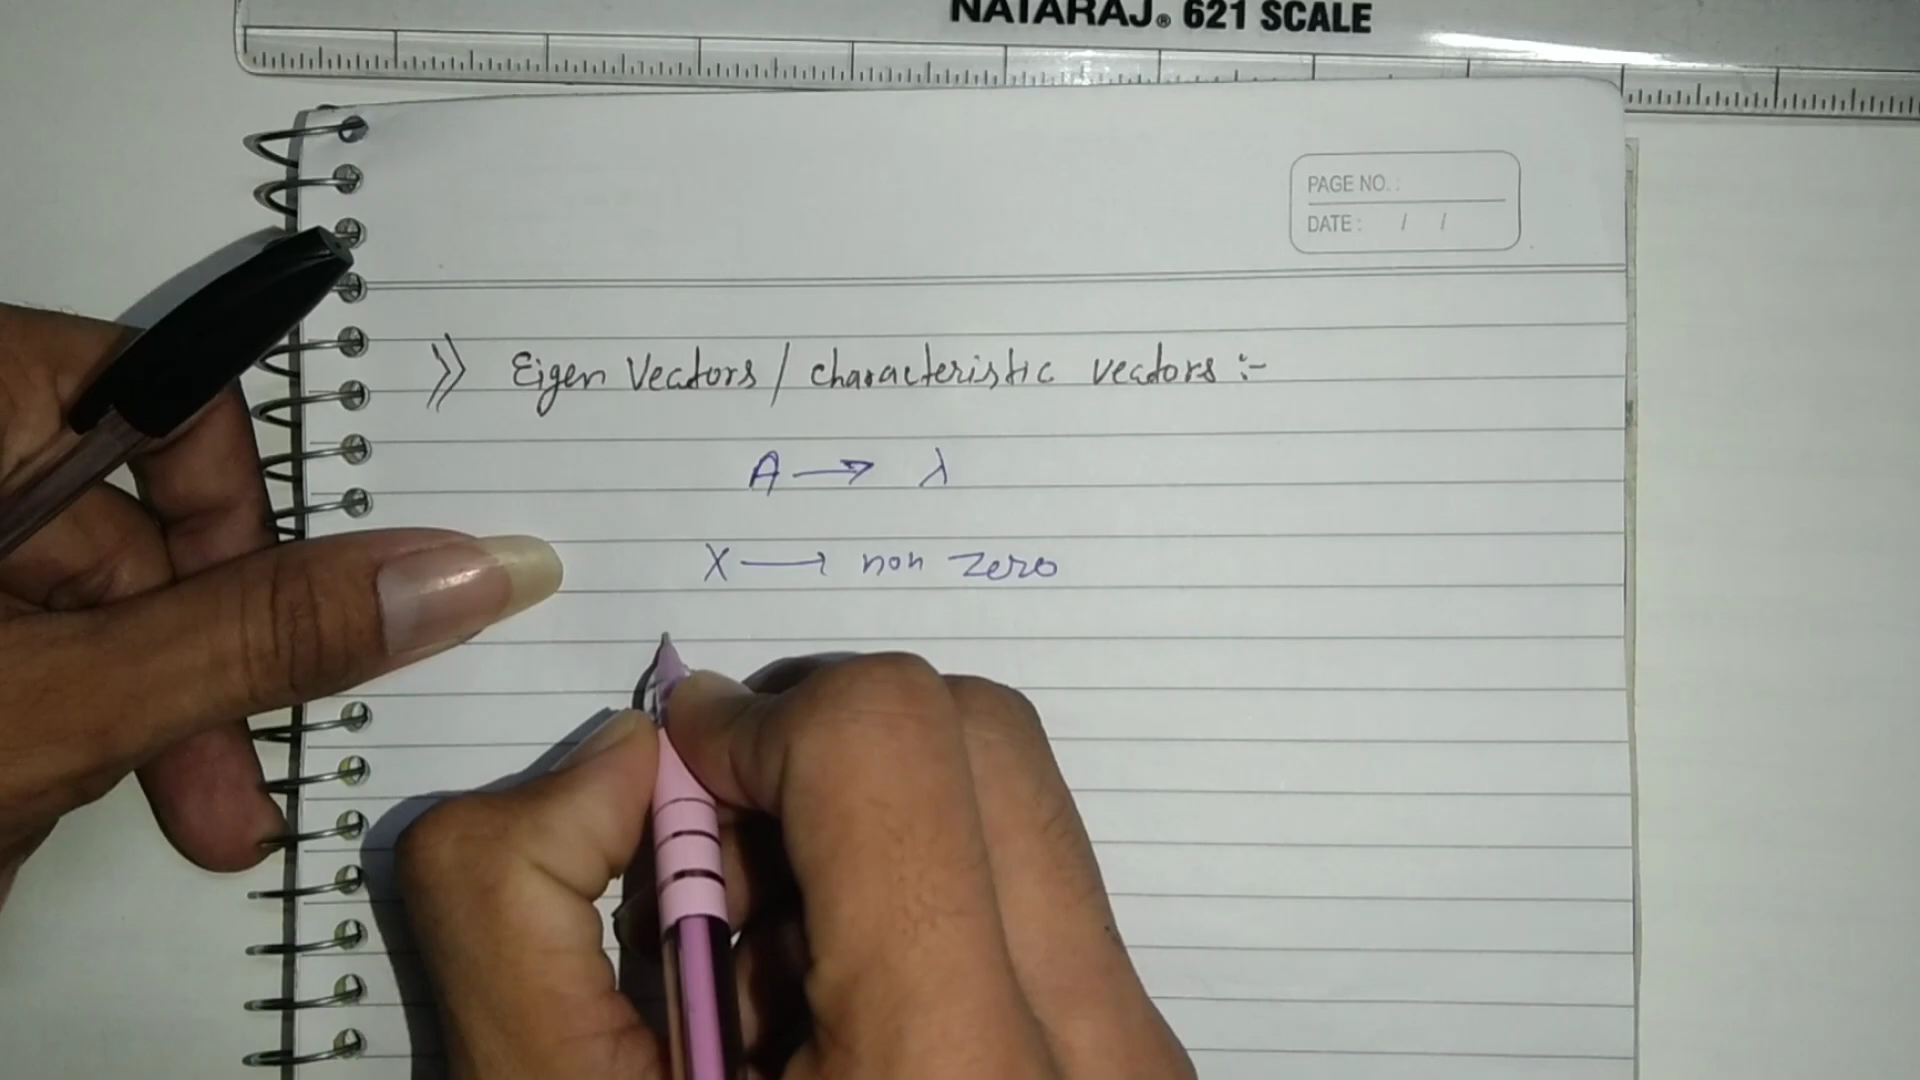 NATARAJ® 621 SCALE
PAGE NO. :
DATE : / /
» Eigen Vectors / characteristic vectors :-
A → λ
X → non zero